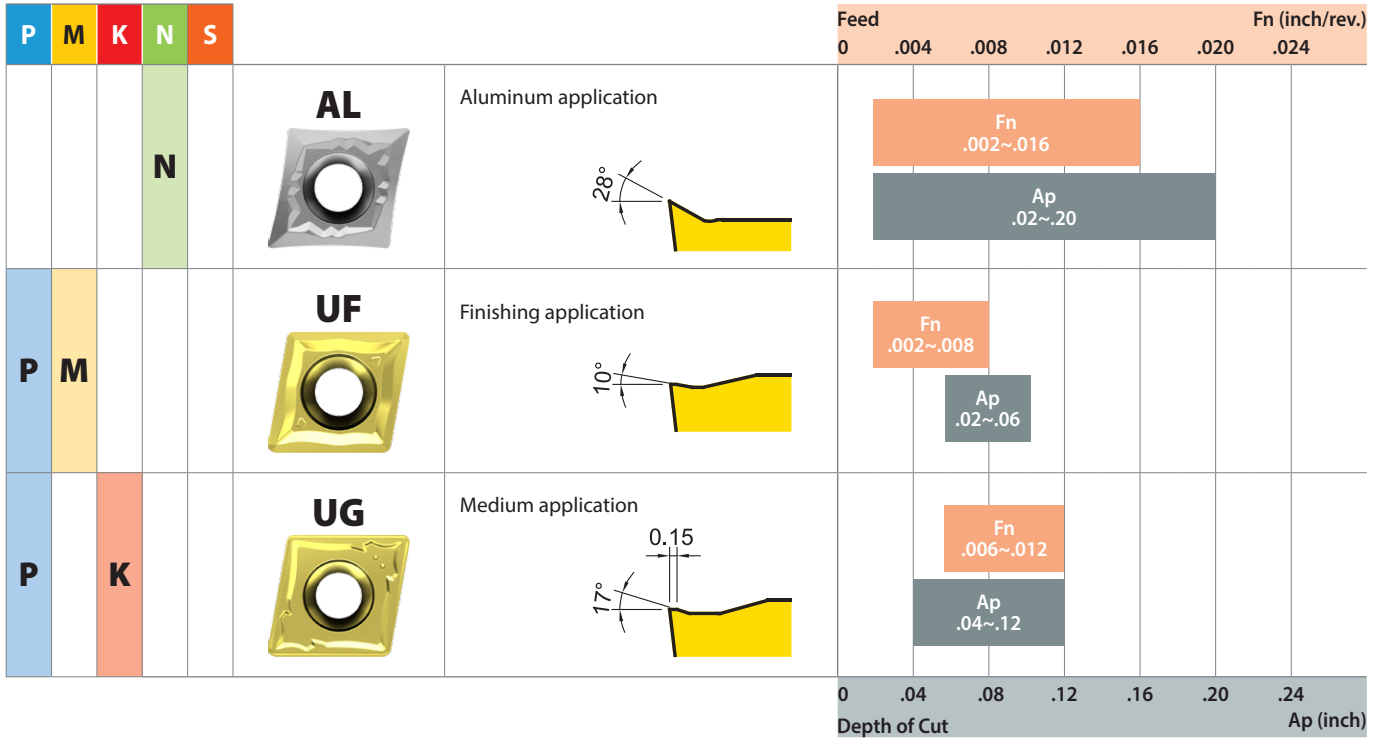 P M K N S
Feed Fn (inch/rev.)
0 .004 .008 .012 .016 .020 .024
N
AL
Aluminum application
28°
Fn
.002~.016
Ap
.02~.20
P M
UF
Finishing application
10°
Fn
.002~.008
Ap
.02~.06
P K
UG
Medium application
0.15
17°
Fn
.006~.012
Ap
.04~.12
0 .04 .08 .12 .16 .20 .24
Depth of Cut Ap (inch)